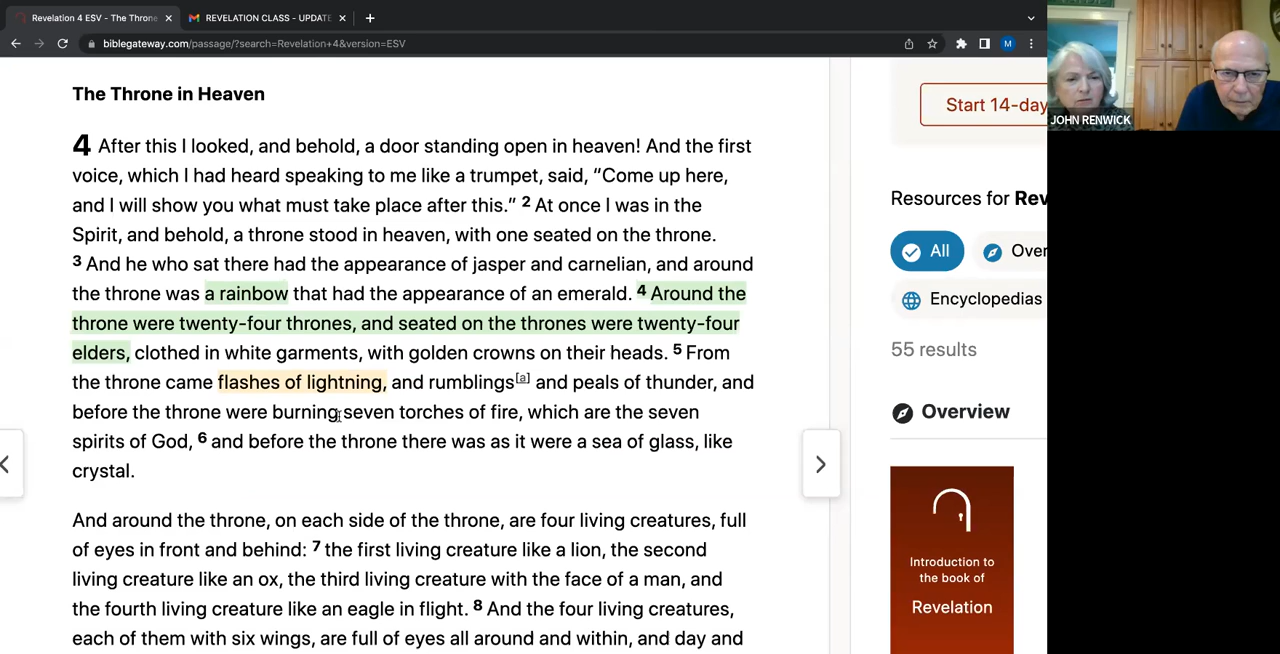 Revelation 4 ESV - The Throne
REVELATION CLASS - UPDATE
biblegateway.com/passage/?search=Revelation+4&version=ESV
M
JOHN RENWICK
The Throne in Heaven
4 After this I looked, and behold, a door standing open in heaven! And the first
voice, which I had heard speaking to me like a trumpet, said, “Come up here,
and I will show you what must take place after this.” 2 At once I was in the
Spirit, and behold, a throne stood in heaven, with one seated on the throne.
3 And he who sat there had the appearance of jasper and carnelian, and around
the throne was a rainbow that had the appearance of an emerald. 4 Around the
throne were twenty-four thrones, and seated on the thrones were twenty-four
elders, clothed in white garments, with golden crowns on their heads. 5 From
the throne came flashes of lightning, and rumblings[a] and peals of thunder, and
before the throne were burning seven torches of fire, which are the seven
spirits of God, 6 and before the throne there was as it were a sea of glass, like
crystal.
And around the throne, on each side of the throne, are four living creatures, full
of eyes in front and behind: 7 the first living creature like a lion, the second
living creature like an ox, the third living creature with the face of a man, and
the fourth living creature like an eagle in flight. 8 And the four living creatures,
each of them with six wings, are full of eyes all around and within, and day and
Start 14-day
Resources for Rev
All
Over
Encyclopedias
55 results
Overview
Introduction to
the book of
Revelation